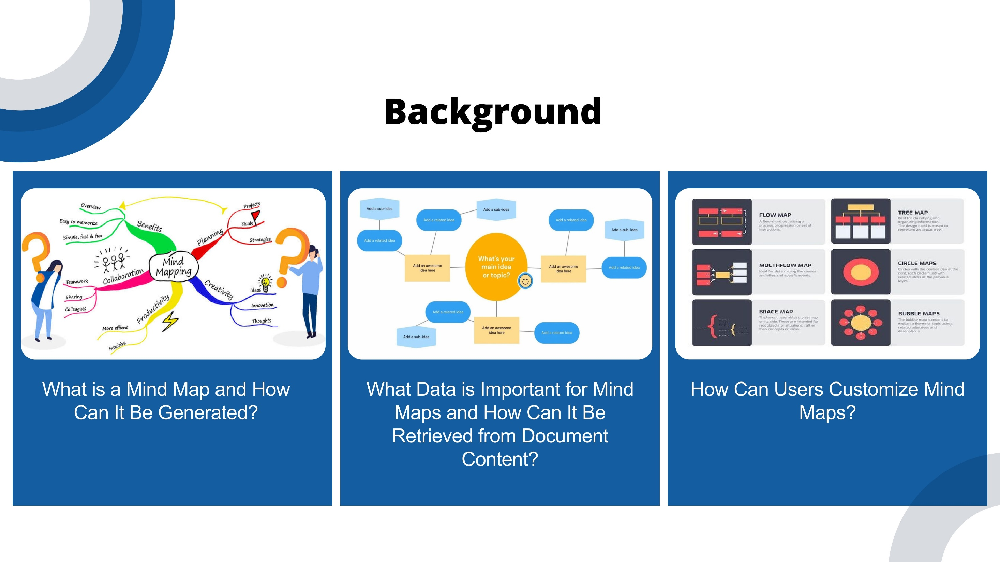 Background
Overview
Easy to memorize
Simple, fast & fun
Benefits
Planning
Projects
Goals
Strategies
Mind
Mapping
Collaboration
Teamwork
Sharing
Colleagues
Productivity
More effient
Intuitive
Creativity
Ideas
Innovation
Thoughts
What is a Mind Map and How
Can It Be Generated?
Add a sub-idea
Add a related idea
Add a related idea
Add a sub-idea
Add an awesome
idea here
What's your
main idea
or topic?
Add a related idea
Add a sub-idea
Add an awesome
idea here
Add a related idea
Add a related idea
Add a sub-idea
Add an awesome
idea here
Add a related idea
What Data is Important for Mind
Maps and How Can It Be
Retrieved from Document
Content?
FLOW MAP
A flow chart, visualizing a
process, progression or set of
instructions.
TREE MAP
Best for classifying and
organizing information.
The design itself is meant to
represent an actual tree.
MULTI-FLOW MAP
Ideal for determining the causes
and effects of specific events.
CIRCLE MAPS
Circles with the central idea at the
core, each circle filled with
related ideas of the previous
layer.
BRACE MAP
The layout resembles a tree map
on its side. These are intended for
real objects or situations, rather
than concepts or ideas.
BUBBLE MAPS
The bubble map is meant to
explain a theme or topic using
related adjectives and
descriptions.
How Can Users Customize Mind
Maps?